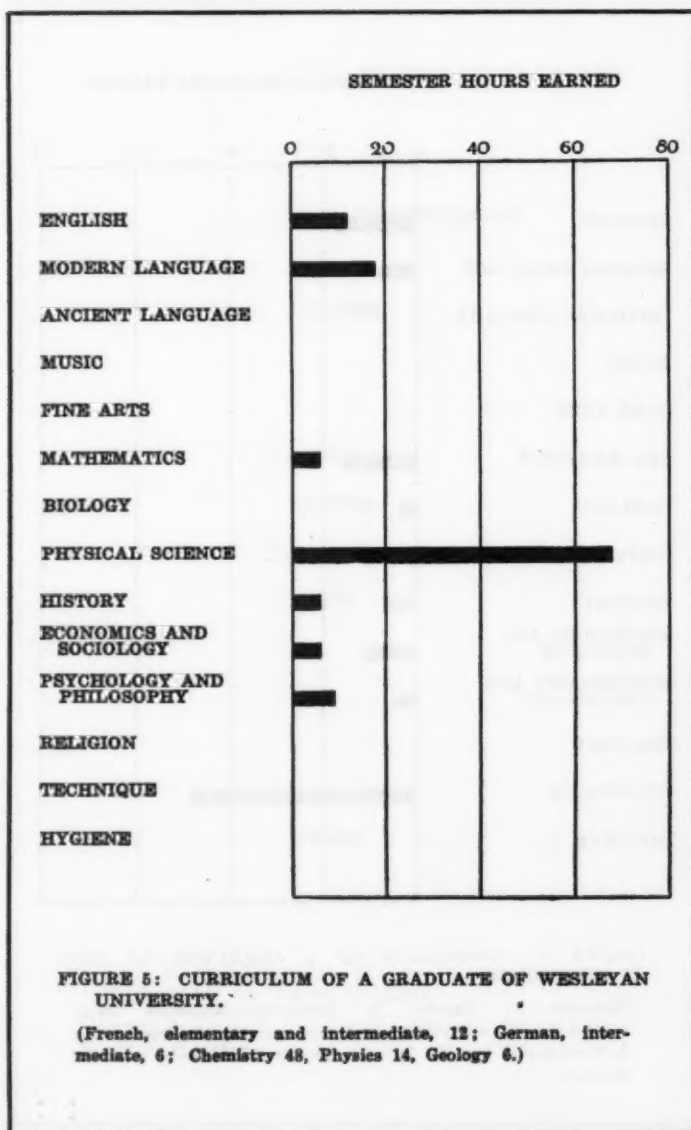 SEMESTER HOURS EARNED
0 20 40 60 80
ENGLISH
MODERN LANGUAGE
ANCIENT LANGUAGE
MUSIC
FINE ARTS
MATHEMATICS
BIOLOGY
PHYSICAL SCIENCE
HISTORY
ECONOMICS AND
SOCIOLOGY
PSYCHOLOGY AND
PHILOSOPHY
RELIGION
TECHNIQUE
HYGIENE
FIGURE 5: CURRICULUM OF A GRADUATE OF WESLEYAN
UNIVERSITY.
(French, elementary and intermediate, 12; German, inter-
mediate, 6; Chemistry 48, Physics 14, Geology 6.)